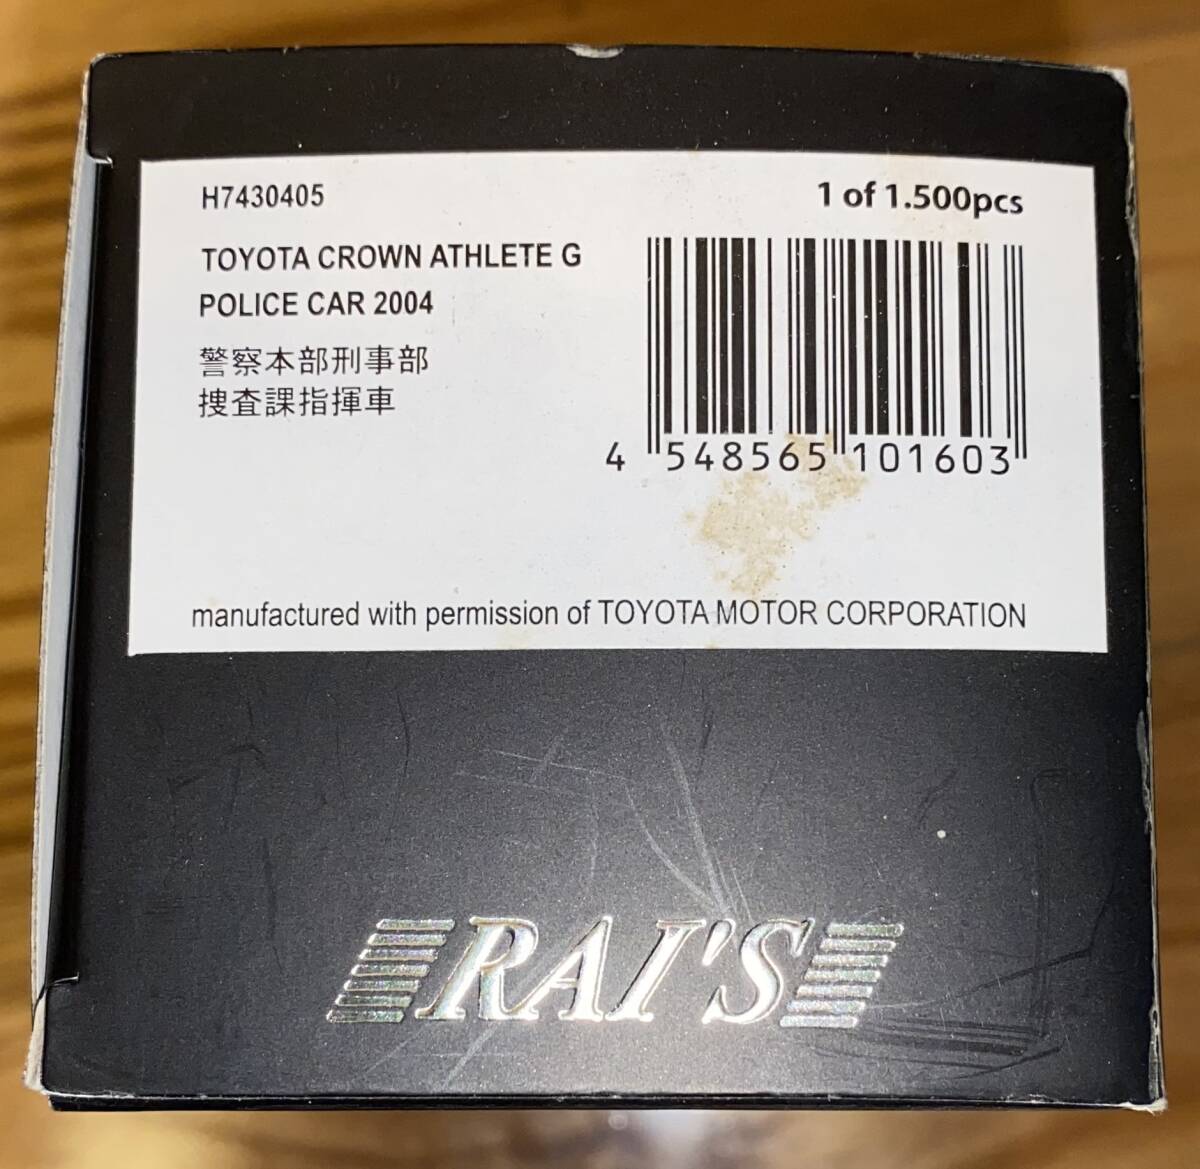 H7430405
1 of 1.500pcs
TOYOTA CROWN ATHLETE G
POLICE CAR 2004
警察本部刑事部
捜査課指揮車
4 548565 101603
manufactured with permission of TOYOTA MOTOR CORPORATION
RAI'S